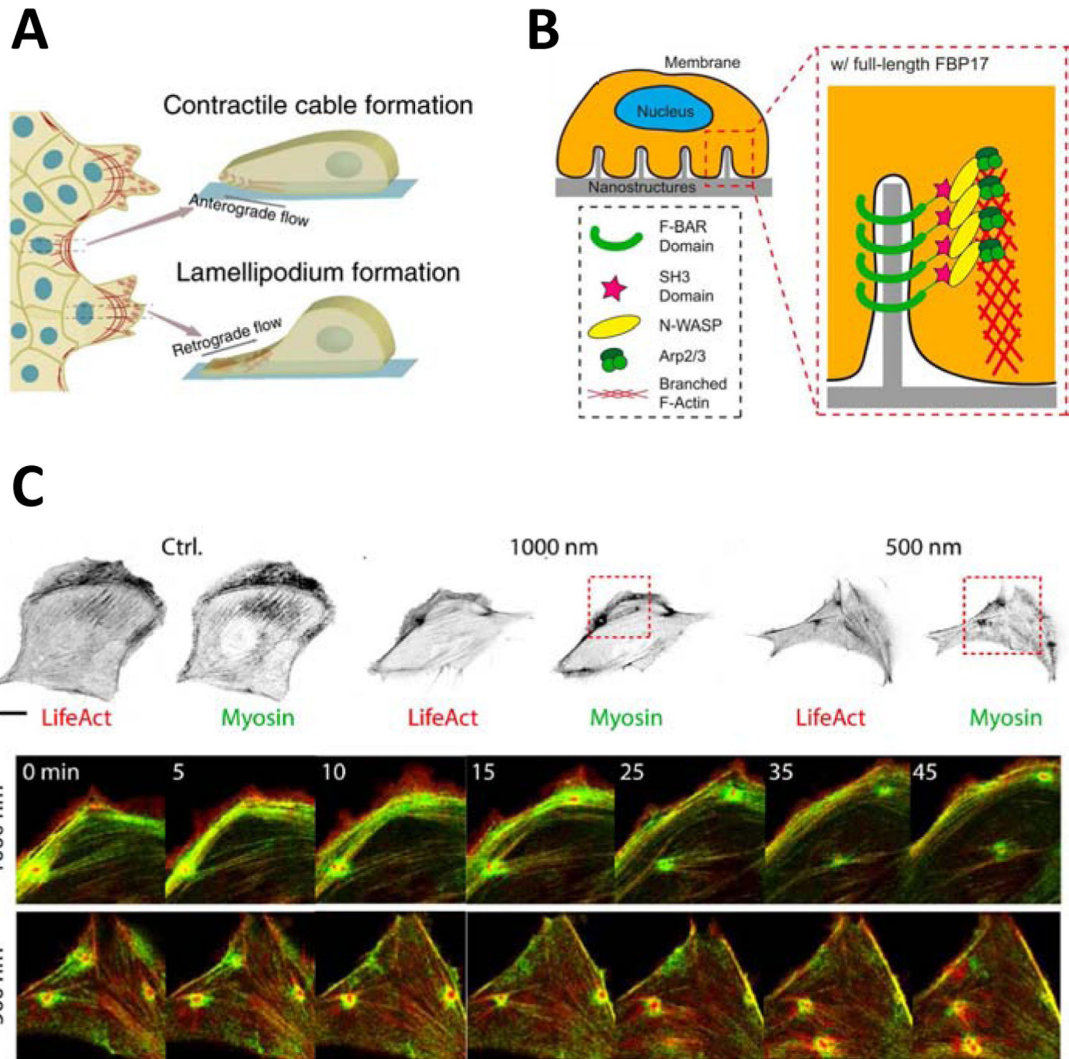 A
Contractile cable formation
Anterograde flow
Lamellipodium formation
Retrograde flow
B
Membrane
Nucleus
Nanostructures
F-BAR
Domain
SH3
Domain
N-WASP
Arp2/3
Branched
F-Actin
w/ full-length FBP17
C
Ctrl.
1000 nm
500 nm
LifeAct
Myosin
LifeAct
Myosin
LifeAct
Myosin
0 min
5
10
15
25
35
45